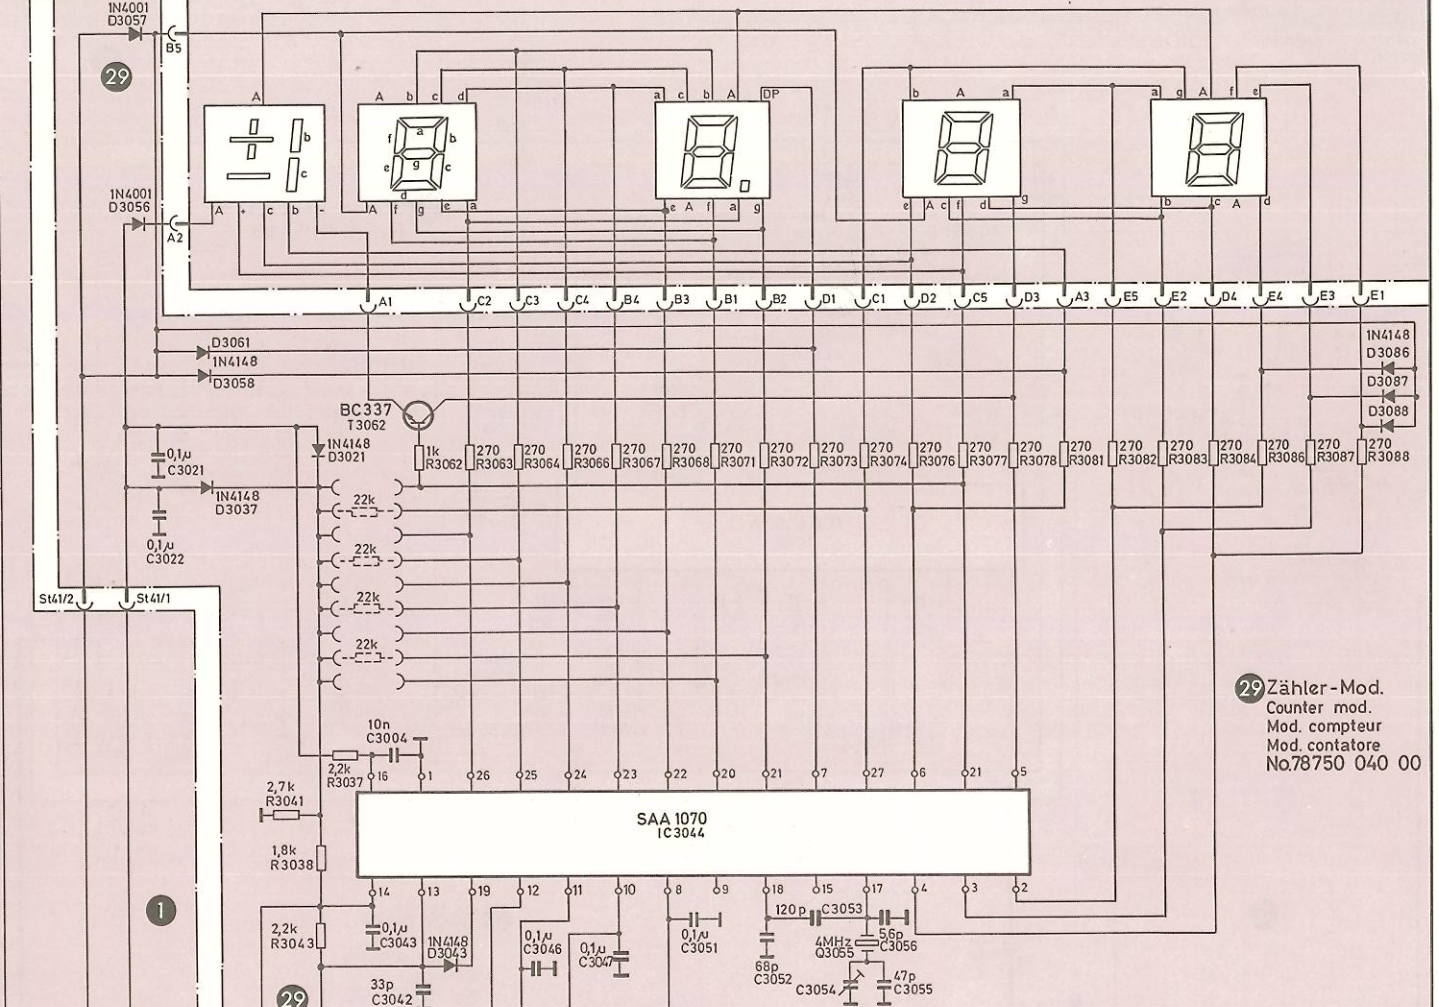 1N4001
D3057
B5
29
A
A b c d
a c b A DP
b A a
a g A f e
f a b
g
e c
d
b
c
1N4001
D3056
A + c b -
A f g e a
e A f a g
e A c f d g
b c A d
A2
A1 C2 C3 C4 B4 B3 B1 B2 D1 C1 D2 C5 D3 A3 E5 E2 D4 E4 E3 E1
D3061
1N4148
D3058
1N4148
D3086
D3087
D3088
BC337
T3062
0,1µ
C3021
1N4148
D3021
1k
R3062
270
R3063
270
R3064
270
R3066
270
R3067
270
R3068
270
R3071
270
R3072
270
R3073
270
R3074
270
R3076
270
R3077
270
R3078
270
R3081
270
R3082
270
R3083
270
R3084
270
R3086
270
R3087
270
R3088
1N4148
D3037
0,1µ
C3022
22k
22k
22k
22k
St41/2
St41/1
29 Zähler-Mod.
Counter mod.
Mod. compteur
Mod. contatore
No.78750 040 00
10n
C3004
2,2k
R3037
16 1 26 25 24 23 22 20 21 7 27 6 21 5
2,7k
R3041
SAA 1070
IC3044
1,8k
R3038
14 13 19 12 11 10 8 9 18 15 17 4 3 2
1
2,2k
R3043
0,1µ
C3043
1N4148
D3043
0,1µ
C3046
0,1µ
C3047
0,1µ
C3051
120p C3053
5,6p
C3056
4MHz
Q3055
68p
C3052
C3054
47p
C3055
33p
C3042
29